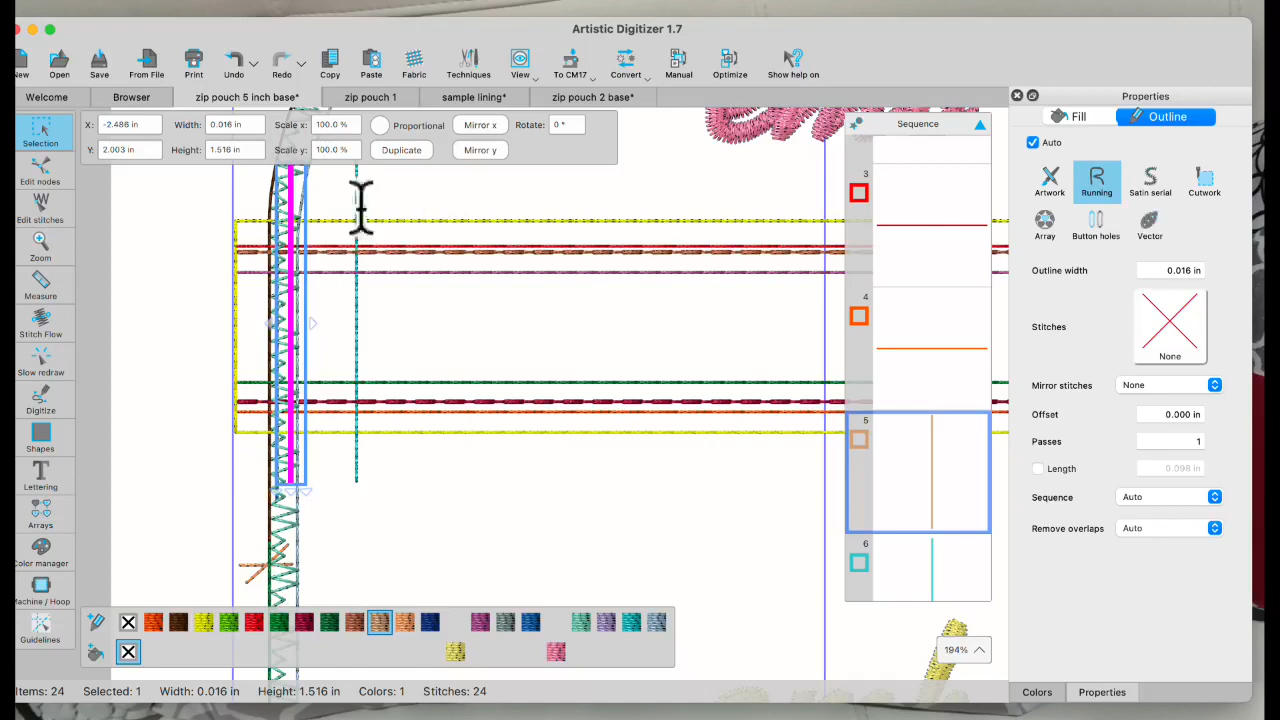 Artistic Digitizer 1.7
New Open Save From File Print Undo Redo Copy Paste Fabric Techniques View To CM17 Convert Manual Optimize Show help on
Welcome Browser zip pouch 5 inch base* zip pouch 1 sample lining* zip pouch 2 base*
X: -2.486 in Width: 0.016 in Scale x: 100.0 % Proportional Mirror x Rotate: 0 °
Y: 2.003 in Height: 1.516 in Scale y: 100.0 % Duplicate Mirror y
Selection
Edit nodes
Edit stitches
Zoom
Measure
Stitch Flow
Slow redraw
Digitize
Shapes
Lettering
Arrays
Color manager
Machine / Hoop
Guidelines
Sequence
3
4
5
6
194%
Properties
Fill Outline
Auto
Artwork Running Satin serial Cutwork
Array Button holes Vector
Outline width 0.016 in
Stitches None
Mirror stitches None
Offset 0.000 in
Passes 1
Length 0.098 in
Sequence Auto
Remove overlaps Auto
Colors Properties
Items: 24 Selected: 1 Width: 0.016 in Height: 1.516 in Colors: 1 Stitches: 24